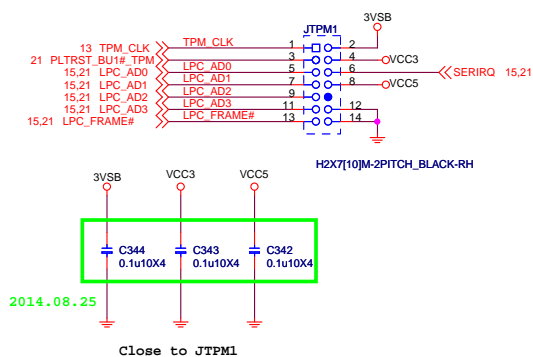 3VSB
JTPM1
13 TPM_CLK TPM_CLK 1 2
21 PLTRST_BU1#_TPM 3 4 VCC3
15,21 LPC_AD0 LPC_AD0 5 6 SERIRQ 15,21
15,21 LPC_AD1 LPC_AD1 7 8 VCC5
15,21 LPC_AD2 LPC_AD2 9
15,21 LPC_AD3 LPC_AD3 11 12
15,21 LPC_FRAME# LPC_FRAME# 13 14
H2X7[10]M-2PITCH_BLACK-RH
3VSB VCC3 VCC5
C344 C343 C342
0.1u10X4 0.1u10X4 0.1u10X4
2014.08.25
Close to JTPM1